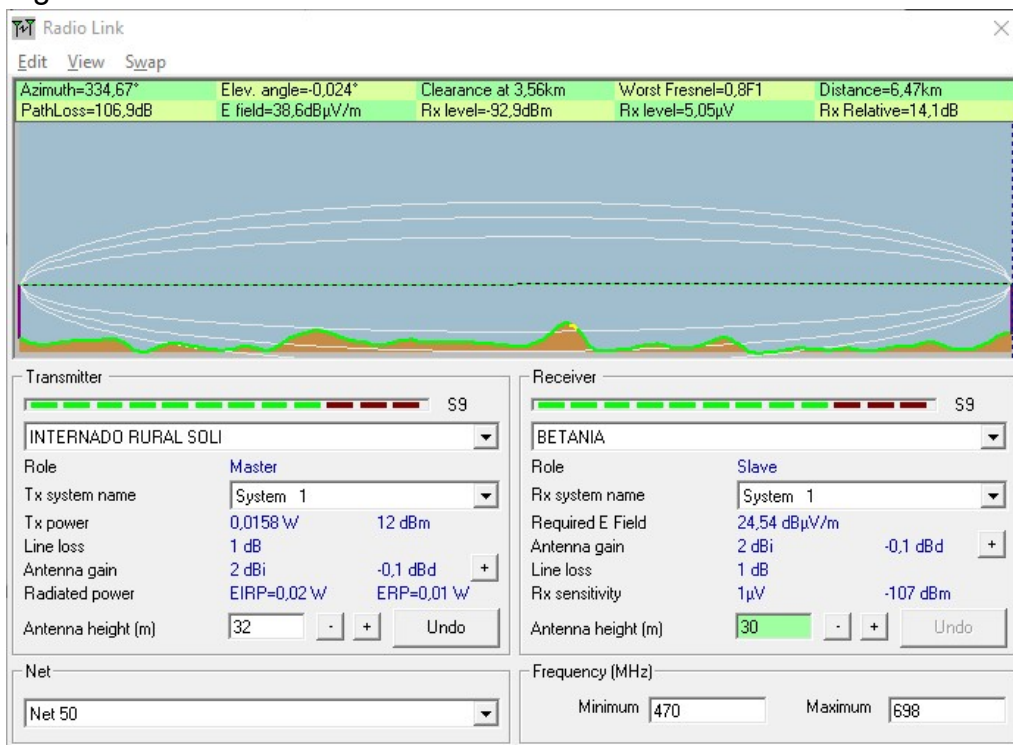 Radio Link
Edit View Swap
Azimuth=334,67° Elev. angle=-0,024° Clearance at 3,56km Worst Fresnel=0,8F1 Distance=6,47km
PathLoss=106,9dB E field=38,6dBµV/m Rx level=-92,9dBm Rx level=5,05µV Rx Relative=14,1dB
Transmitter
S9
INTERNADO RURAL SOLI
Role Master
Tx system name System 1
Tx power 0,0158 W 12 dBm
Line loss 1 dB
Antenna gain 2 dBi -0,1 dBd +
Radiated power EIRP=0,02 W ERP=0,01 W
Antenna height (m) 32 - + Undo
Net
Net 50
Receiver
S9
BETANIA
Role Slave
Rx system name System 1
Required E Field 24,54 dBµV/m
Antenna gain 2 dBi -0,1 dBd +
Line loss 1 dB
Rx sensitivity 1µV -107 dBm
Antenna height (m) 30 - + Undo
Frequency (MHz)
Minimum 470 Maximum 698